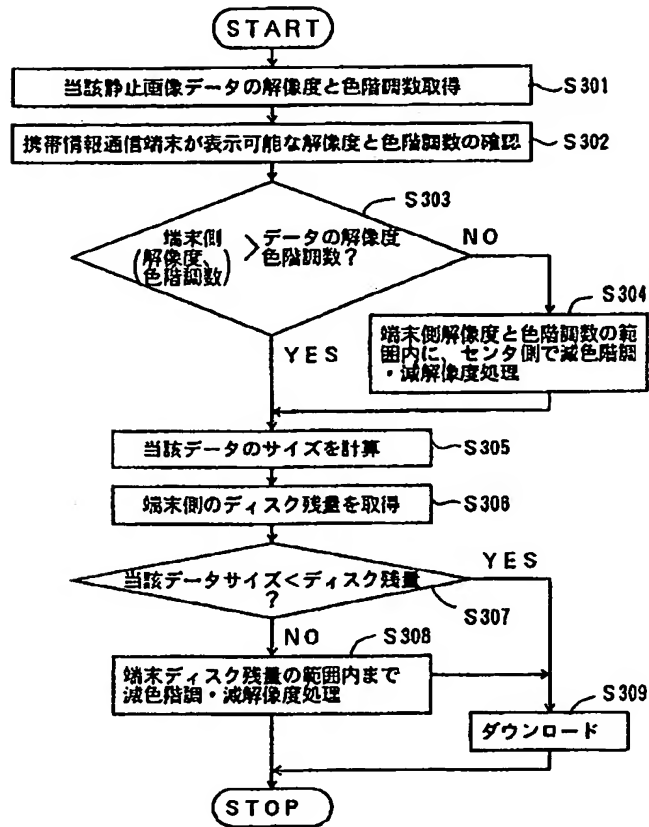 START
当該静止画像データの解像度と色階調数取得
S301
携帯情報通信端末が表示可能な解像度と色階調数の確認
S302
S303
端末側
(解像度、
色階調数)
>
データの解像度
色階調数?
NO
YES
S304
端末側解像度と色階調数の範
囲内に、センタ側で減色階調
・減解像度処理
当該データのサイズを計算
S305
端末側のディスク残量を取得
S306
当該データサイズ<ディスク残量
?
YES
S307
NO
S308
端末ディスク残量の範囲内まで
減色階調・減解像度処理
S309
ダウンロード
STOP